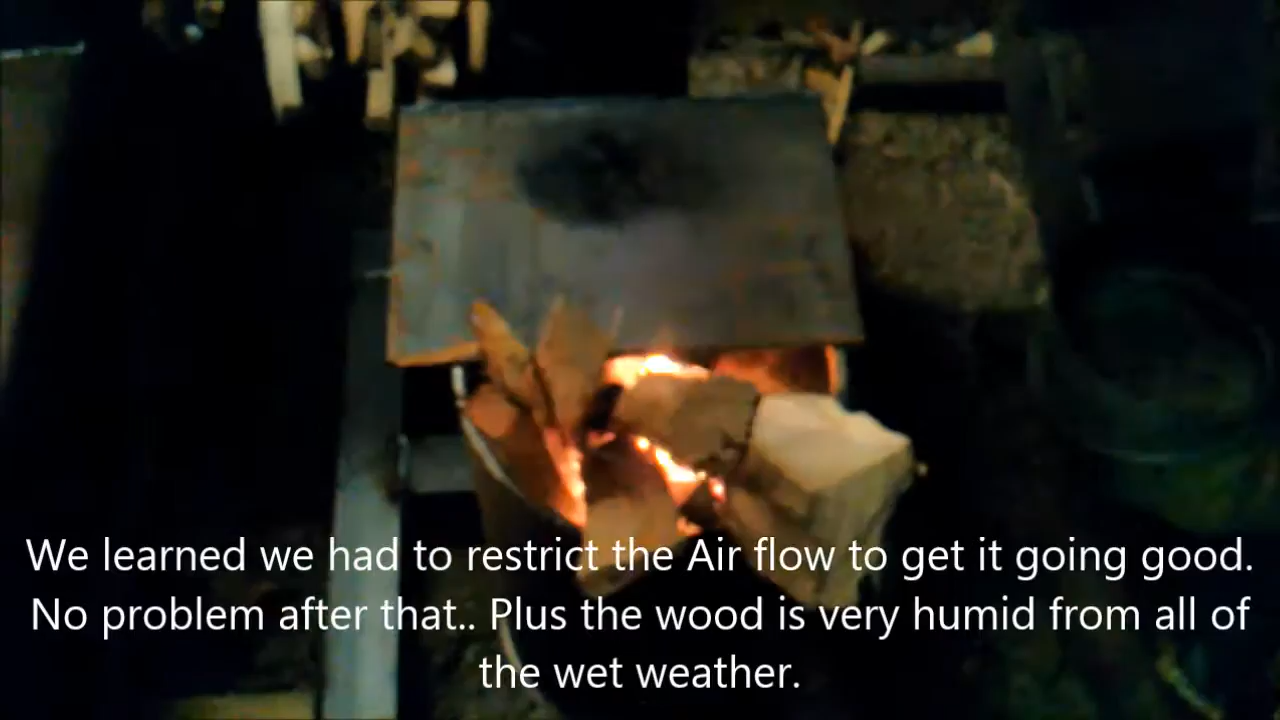 We learned we had to restrict the Air flow to get it going good.
No problem after that.. Plus the wood is very humid from all of
the wet weather.